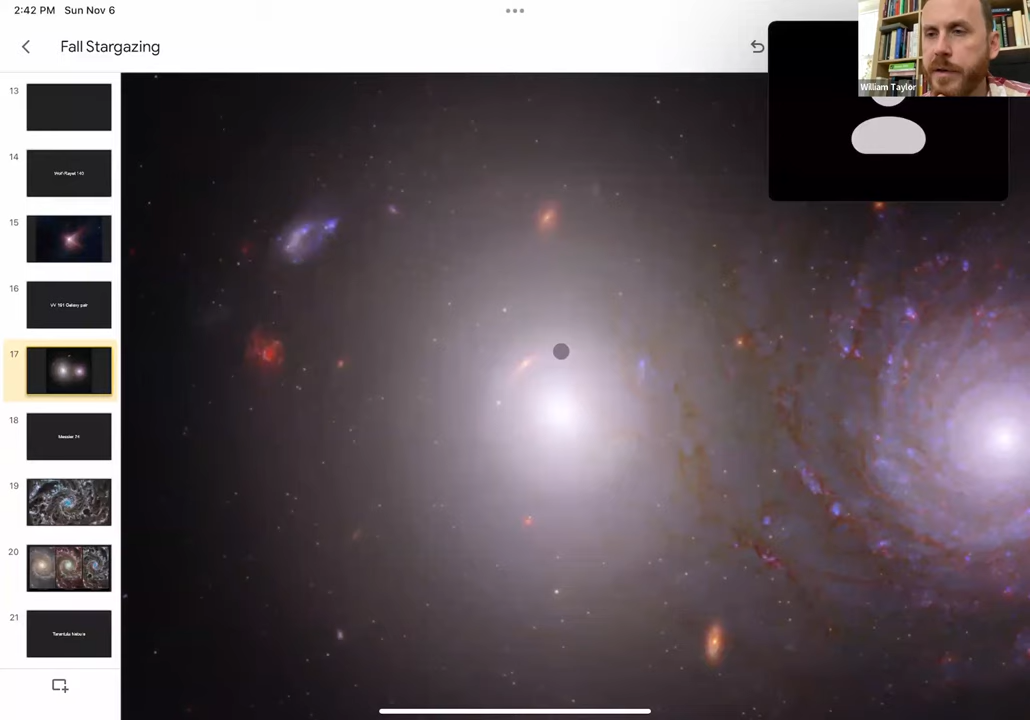 2:42 PM Sun Nov 6
Fall Stargazing
William Taylor
13
14
Wolf-Rayet 140
15
16
VV 191 Galaxy pair
17
18
Messier 74
19
20
21
Tarantula Nebula